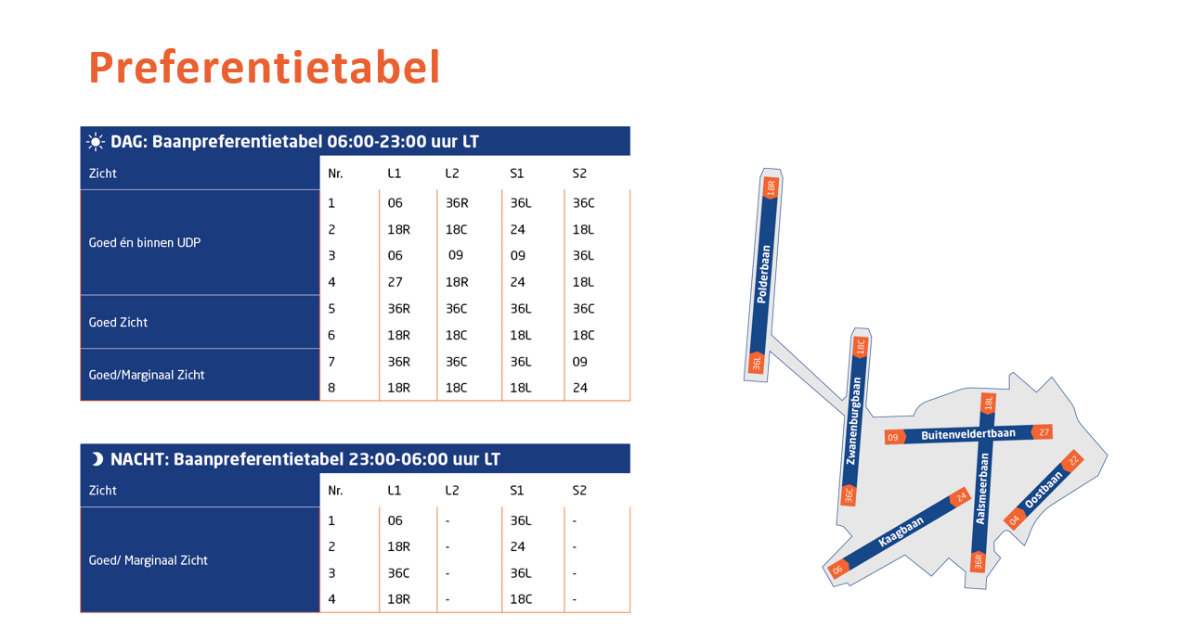 Preferentietabel
DAG: Baanpreferentietabel 06:00-23:00 uur LT
Zicht Nr. L1 L2 S1 S2
Goed én binnen UDP
1 06 36R 36L 36C
2 18R 18C 24 18L
3 06 09 09 36L
4 27 18R 24 18L
Goed Zicht
5 36R 36C 36L 36C
6 18R 18C 18L 18C
Goed/Marginaal Zicht
7 36R 36C 36L 09
8 18R 18C 18L 24
NACHT: Baanpreferentietabel 23:00-06:00 uur LT
Zicht Nr. L1 L2 S1 S2
Goed/ Marginaal Zicht
1 06 - 36L -
2 18R - 24 -
3 36C - 36L -
4 18R - 18C -
18R
Polderbaan
36L
18C
Zwanenburgbaan
36C
18L
Aalsmeerbaan
36R
09
Buitenveldertbaan
27
22
Oostbaan
04
24
Kaagbaan
06